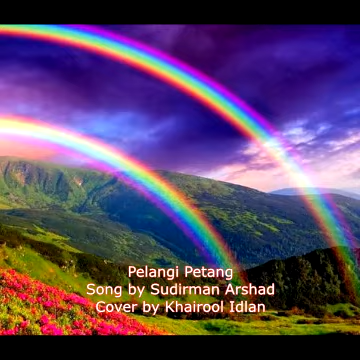 Pelangi Petang
Song by Sudirman Arshad
Cover by Khairool Idlan